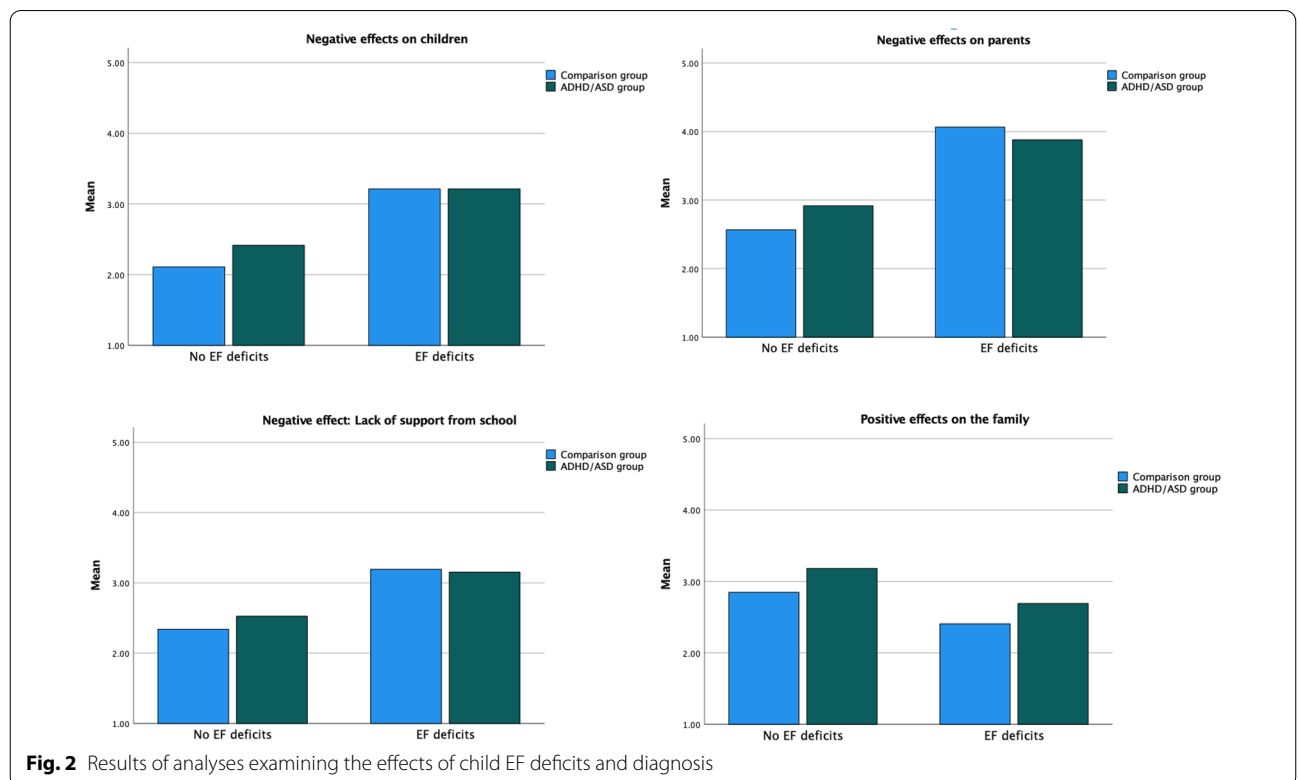 Negative effects on children
5.00
4.00
3.00
2.00
1.00
Mean
No EF deficits
EF deficits
Comparison group
ADHD/ASD group
Negative effects on parents
5.00
4.00
3.00
2.00
1.00
Mean
No EF deficits
EF deficits
Comparison group
ADHD/ASD group
Negative effect: Lack of support from school
5.00
4.00
3.00
2.00
1.00
Mean
No EF deficits
EF deficits
Comparison group
ADHD/ASD group
Positive effects on the family
5.00
4.00
3.00
2.00
1.00
Mean
No EF deficits
EF deficits
Comparison group
ADHD/ASD group
Fig. 2 Results of analyses examining the effects of child EF deficits and diagnosis